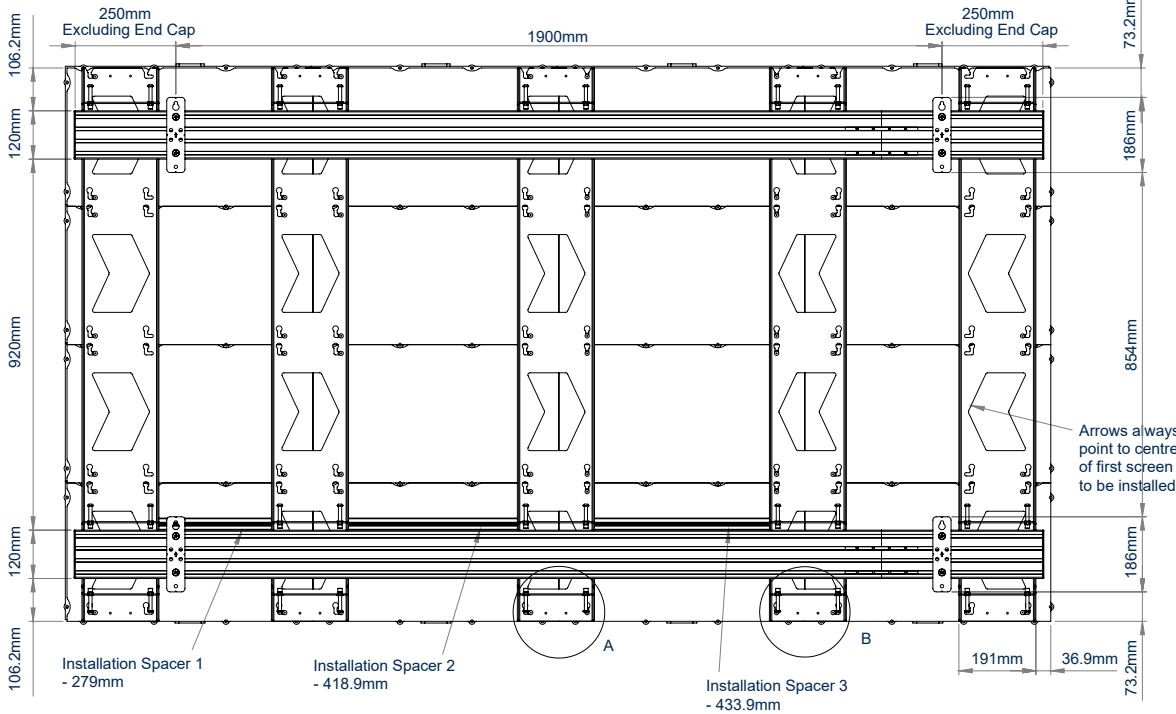 250mm
Excluding End Cap
1900mm
250mm
Excluding End Cap
106.2mm
73.2mm
120mm
186mm
920mm
854mm
Arrows always
point to centre
of first screen
to be installed
120mm
186mm
106.2mm
73.2mm
A
B
191mm
36.9mm
Installation Spacer 1
- 279mm
Installation Spacer 2
- 418.9mm
Installation Spacer 3
- 433.9mm